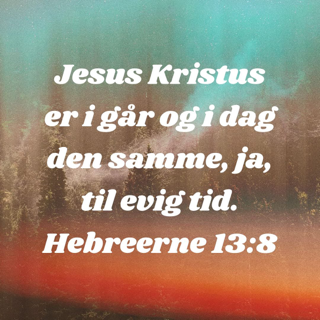 Jesus Kristus
er i går og i dag
den samme, ja,
til evig tid.
Hebreerne 13:8